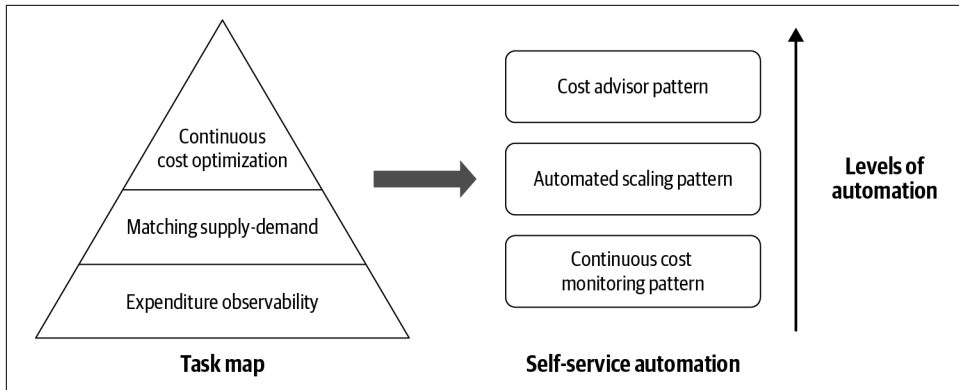 Continuous
cost optimization
Matching supply-demand
Expenditure observability
Task map
Cost advisor pattern
Automated scaling pattern
Continuous cost
monitoring pattern
Self-service automation
Levels of
automation